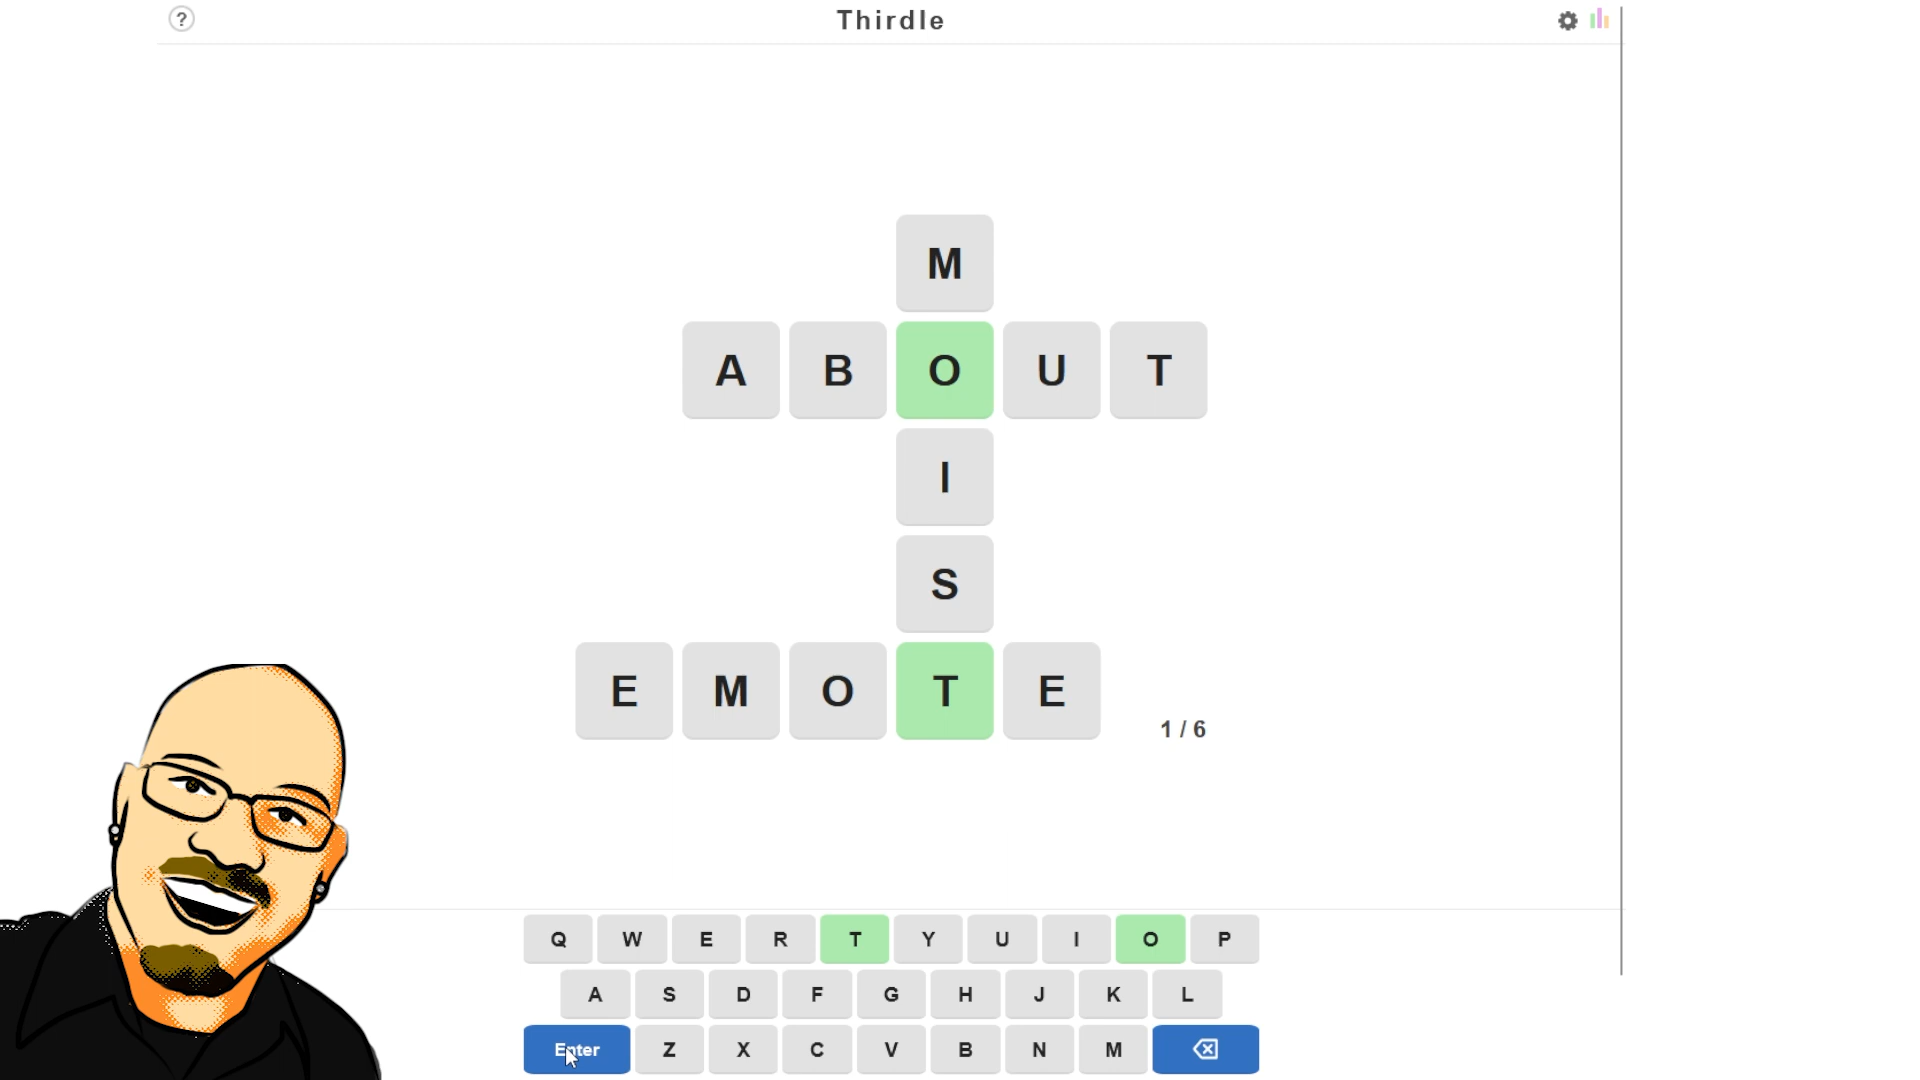 ?
Thirdle
M
A B O U T
I
S
E M O T E
1 / 6
Q W E R T Y U I O P
A S D F G H J K L
Enter Z X C V B N M